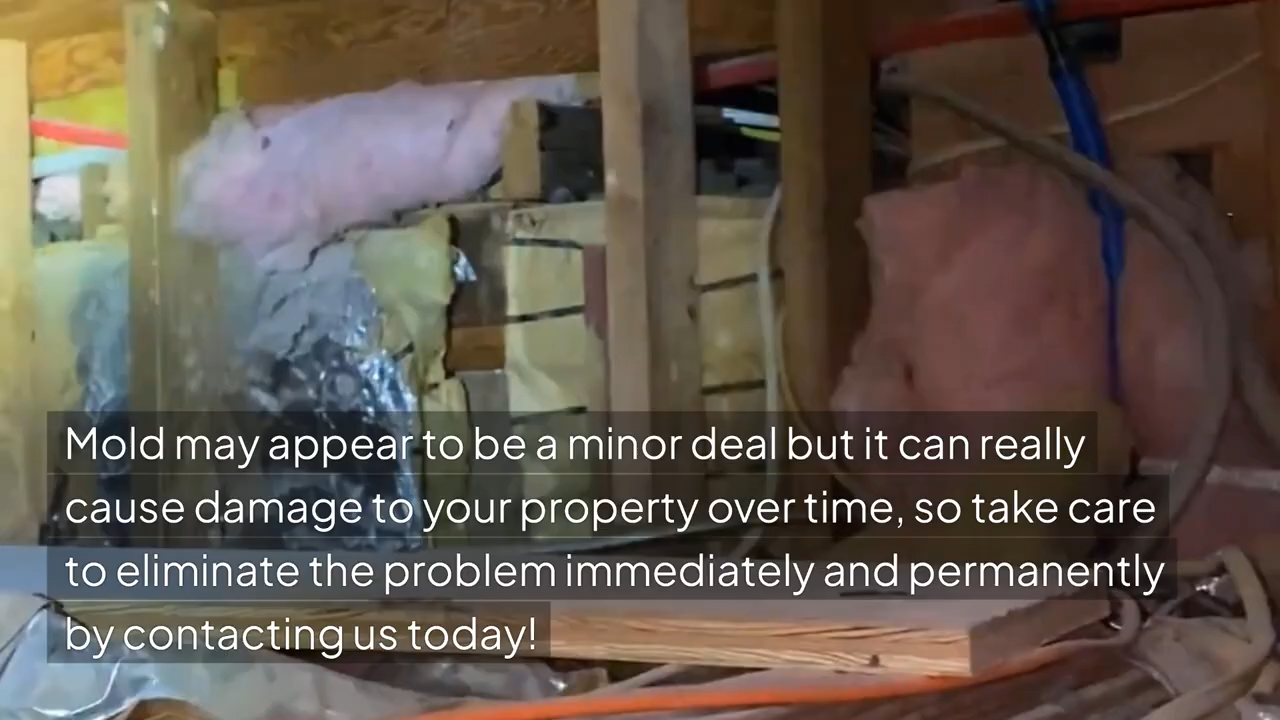 Mold may appear to be a minor deal but it can really
cause damage to your property over time, so take care
to eliminate the problem immediately and permanently
by contacting us today!